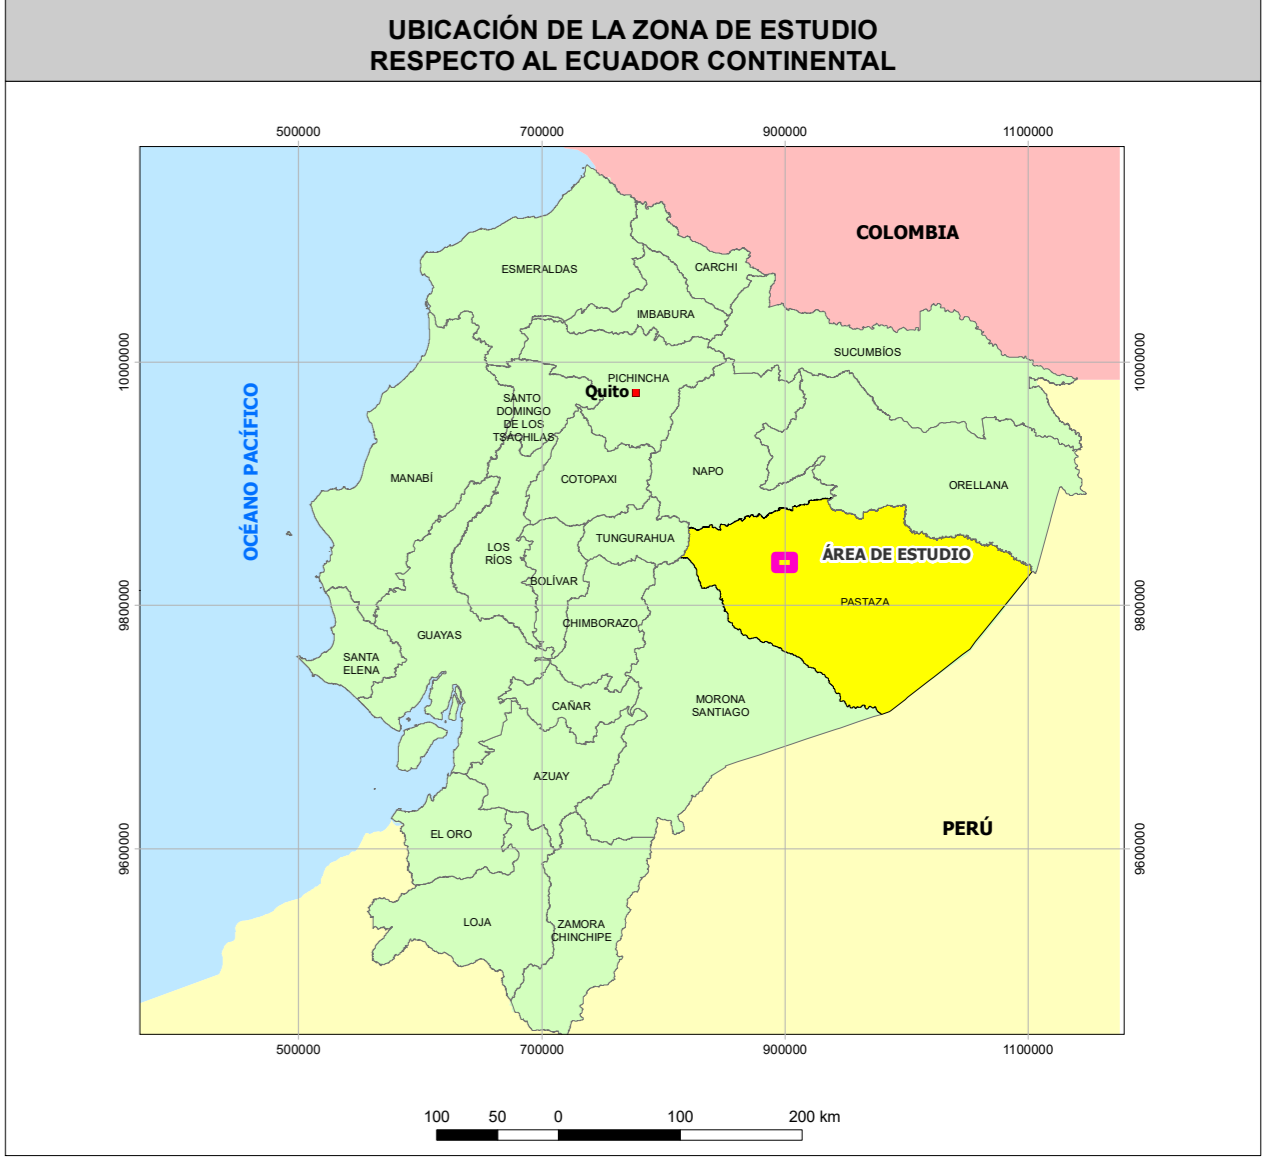 UBICACIÓN DE LA ZONA DE ESTUDIO
RESPECTO AL ECUADOR CONTINENTAL
500000
700000
900000
1100000
COLOMBIA
ESMERALDAS
CARCHI
IMBABURA
SUCUMBÍOS
10000000
10000000
PICHINCHA
Quito
SANTO
DOMINGO
DE LOS
TSÁCHILAS
OCÉANO PACÍFICO
MANABÍ
COTOPAXI
NAPO
ORELLANA
LOS
RÍOS
TUNGURAHUA
ÁREA DE ESTUDIO
BOLÍVAR
PASTAZA
9800000
9800000
CHIMBORAZO
GUAYAS
SANTA
ELENA
MORONA
SANTIAGO
CAÑAR
AZUAY
EL ORO
PERÚ
9600000
9600000
LOJA
ZAMORA
CHINCHIPE
500000
700000
900000
1100000
100
50
0
100
200 km